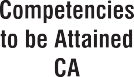 Competencies
to be Attained
CA